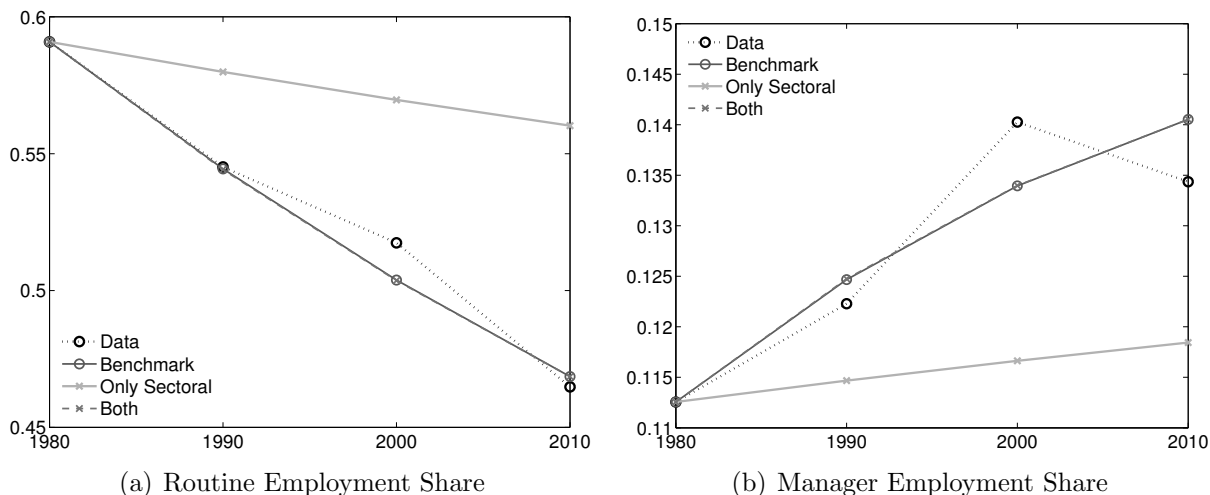 0.6
0.55
0.5
0.45
Data
Benchmark
Only Sectoral
Both
1980 1990 2000 2010
(a) Routine Employment Share
0.15
0.145
0.14
0.135
0.13
0.125
0.12
0.115
0.11
Data
Benchmark
Only Sectoral
Both
1980 1990 2000 2010
(b) Manager Employment Share